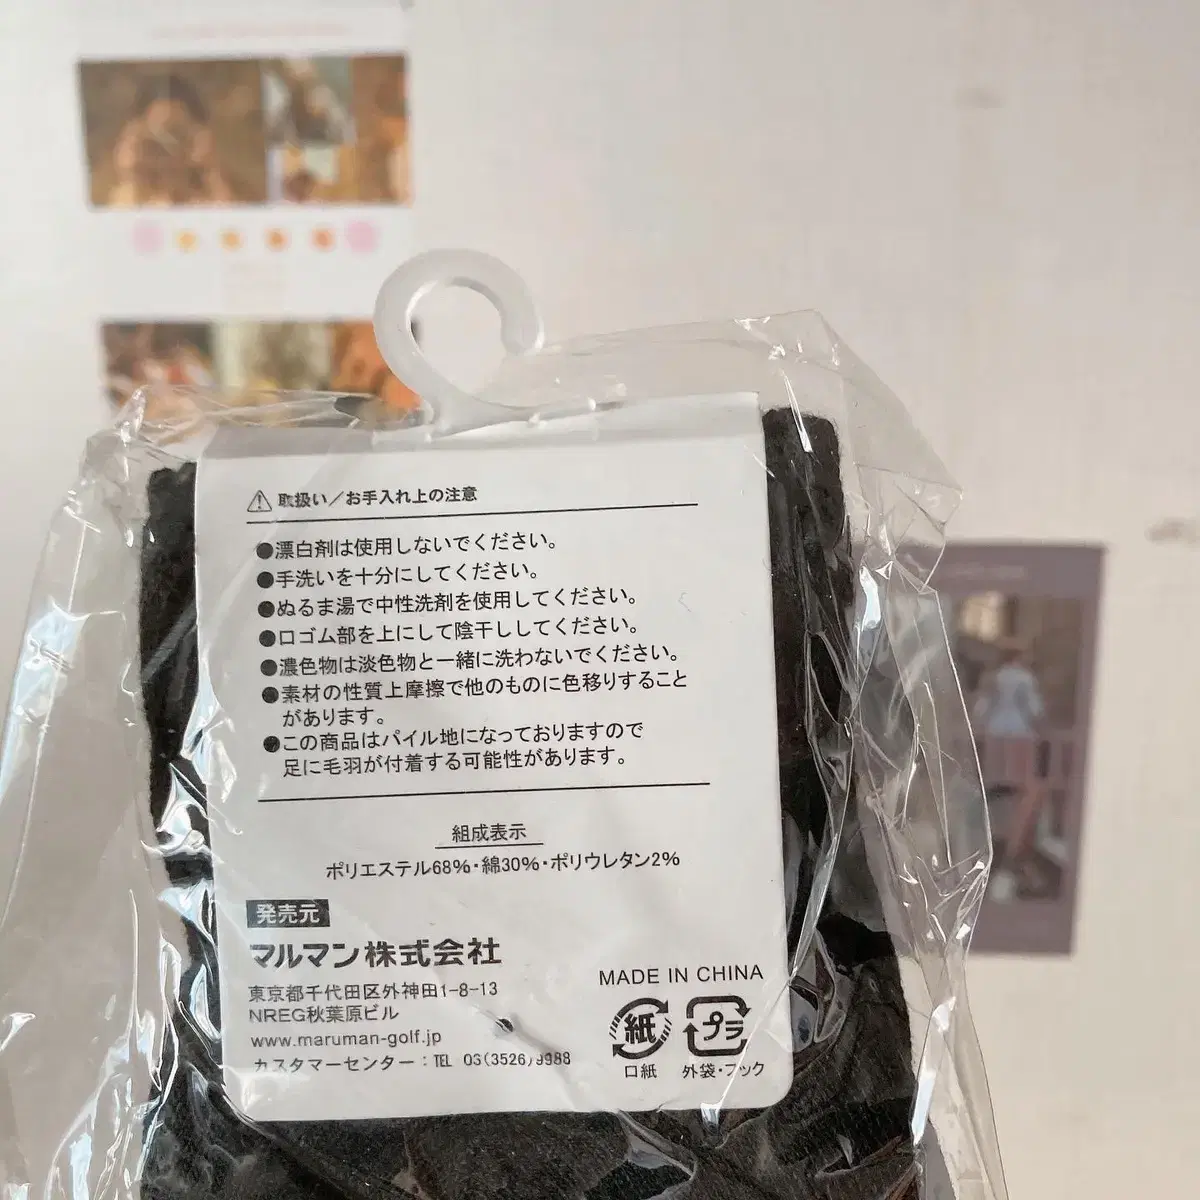 取扱い／お手入れ上の注意
●漂白剤は使用しないでください。
●手洗いを十分にしてください。
●ぬるま湯で中性洗剤を使用してください。
●口ゴム部を上にして陰干ししてください。
●濃色物は淡色物と一緒に洗わないでください。
●素材の性質上摩擦で他のものに色移りすること
があります。
●この商品はパイル地になっておりますので
足に毛羽が付着する可能性があります。
組成表示
ポリエステル68%・綿30%・ポリウレタン2%
発売元
マルマン株式会社
東京都千代田区外神田1-8-13
NREG秋葉原ビル
www.maruman-golf.jp
カスタマーセンター：TEL 03(3526)9988
MADE IN CHINA
紙
プラ
口紙
外袋・フック